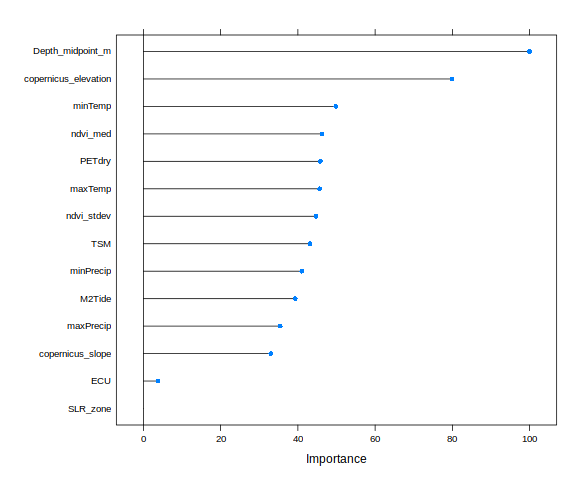 Depth_midpoint_m
copernicus_elevation
minTemp
ndvi_med
PETdry
maxTemp
ndvi_stdev
TSM
minPrecip
M2Tide
maxPrecip
copernicus_slope
ECU
SLR_zone
0 20 40 60 80 100
Importance